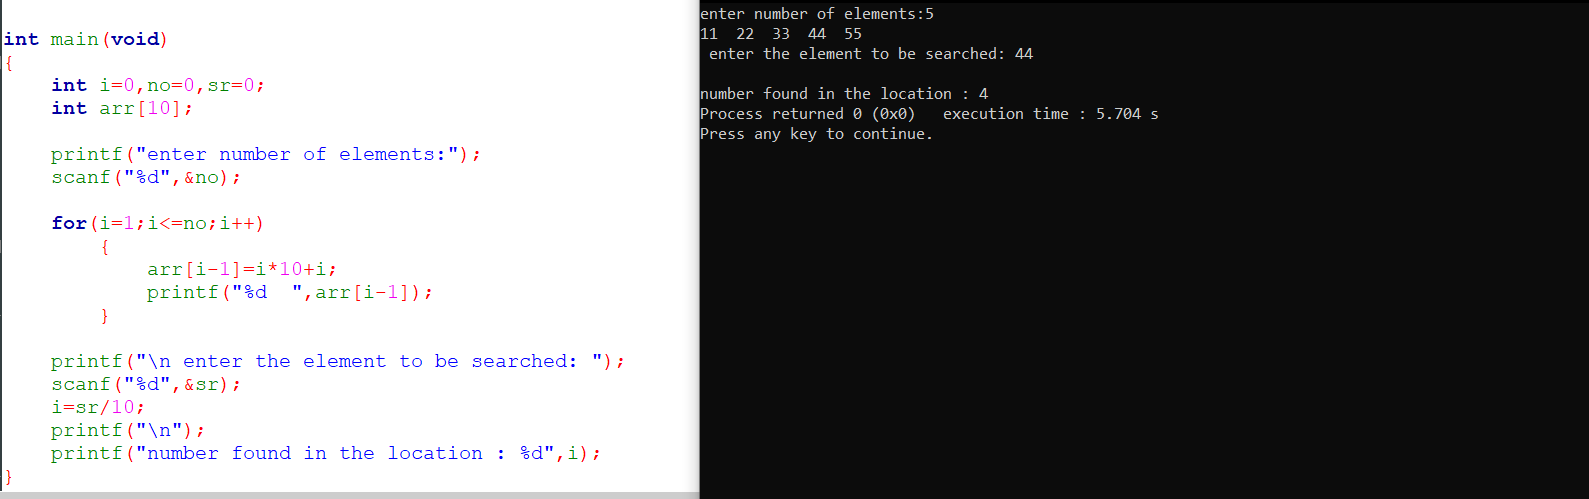 int main(void)
{
    int i=0,no=0,sr=0;
    int arr[10];
    printf("enter number of elements:");
    scanf("%d",&no);
    for(i=1;i<=no;i++)
        {
            arr[i-1]=i*10+i;
            printf("%d  ",arr[i-1]);
        }
    printf("\n enter the element to be searched: ");
    scanf("%d",&sr);
    i=sr/10;
    printf("\n");
    printf("number found in the location : %d",i);
}
enter number of elements:5
11  22  33  44  55
 enter the element to be searched: 44
number found in the location : 4
Process returned 0 (0x0)   execution time : 5.704 s
Press any key to continue.